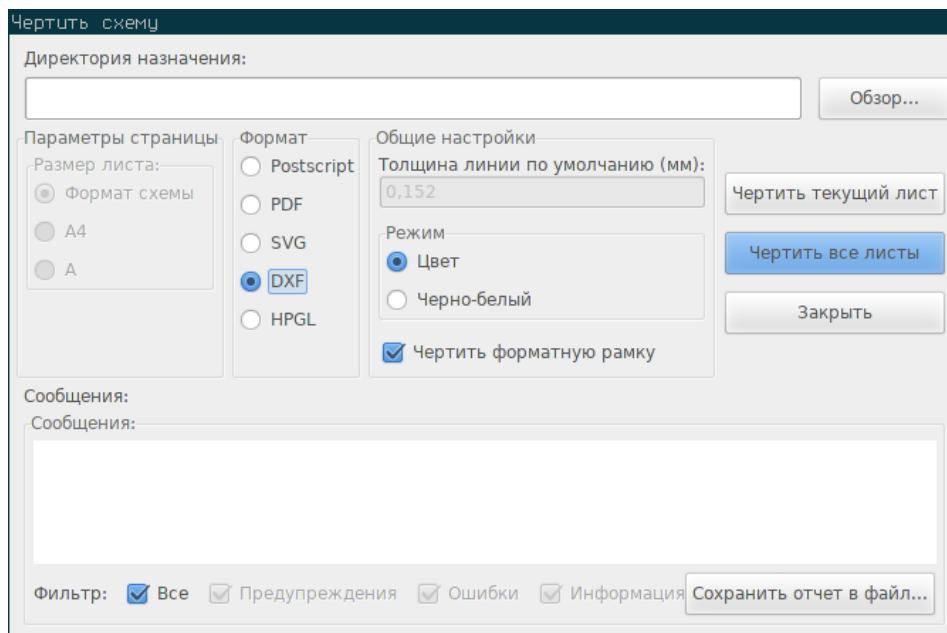 Чертить схему
Директория назначения:
Обзор...
Параметры страницы
Размер листа:
Формат схемы
A4
A
Формат
Postscript
PDF
SVG
DXF
HPGL
Общие настройки
Толщина линии по умолчанию (мм):
0,152
Режим
Цвет
Черно-белый
Чертить форматную рамку
Чертить текущий лист
Чертить все листы
Закрыть
Сообщения:
Сообщения:
Фильтр: Все Предупреждения Ошибки Информация Сохранить отчет в файл...